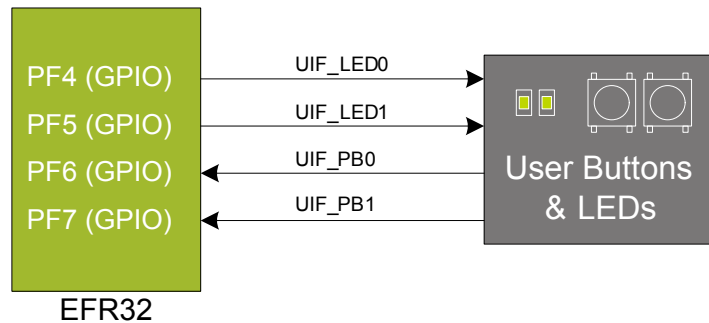 PF4 (GPIO)
UIF_LED0
PF5 (GPIO)
UIF_LED1
PF6 (GPIO)
UIF_PB0
PF7 (GPIO)
UIF_PB1
User Buttons
& LEDs
EFR32